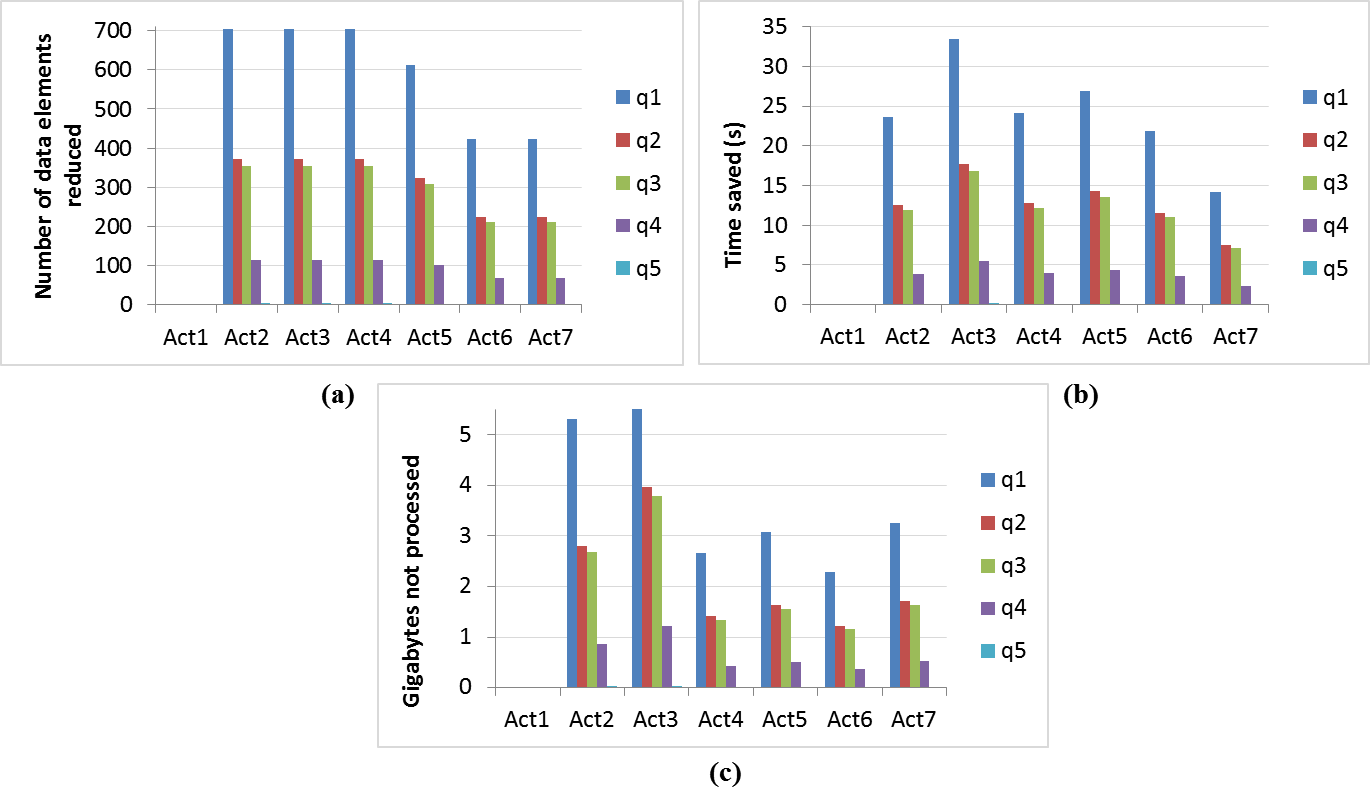 Number of data elements
reduced
700
600
500
400
300
200
100
0
Act1 Act2 Act3 Act4 Act5 Act6 Act7
q1
q2
q3
q4
q5
(a)
Time saved (s)
35
30
25
20
15
10
5
0
Act1 Act2 Act3 Act4 Act5 Act6 Act7
q1
q2
q3
q4
q5
(b)
Gigabytes not processed
5
4
3
2
1
0
Act1 Act2 Act3 Act4 Act5 Act6 Act7
q1
q2
q3
q4
q5
(c)